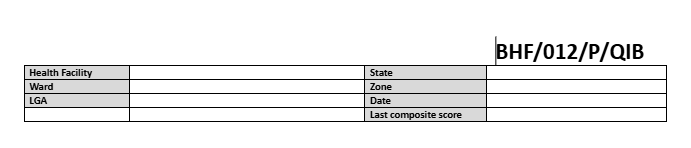 BHF/012/P/QIB
Health Facility State
Ward Zone
LGA Date
Last composite score